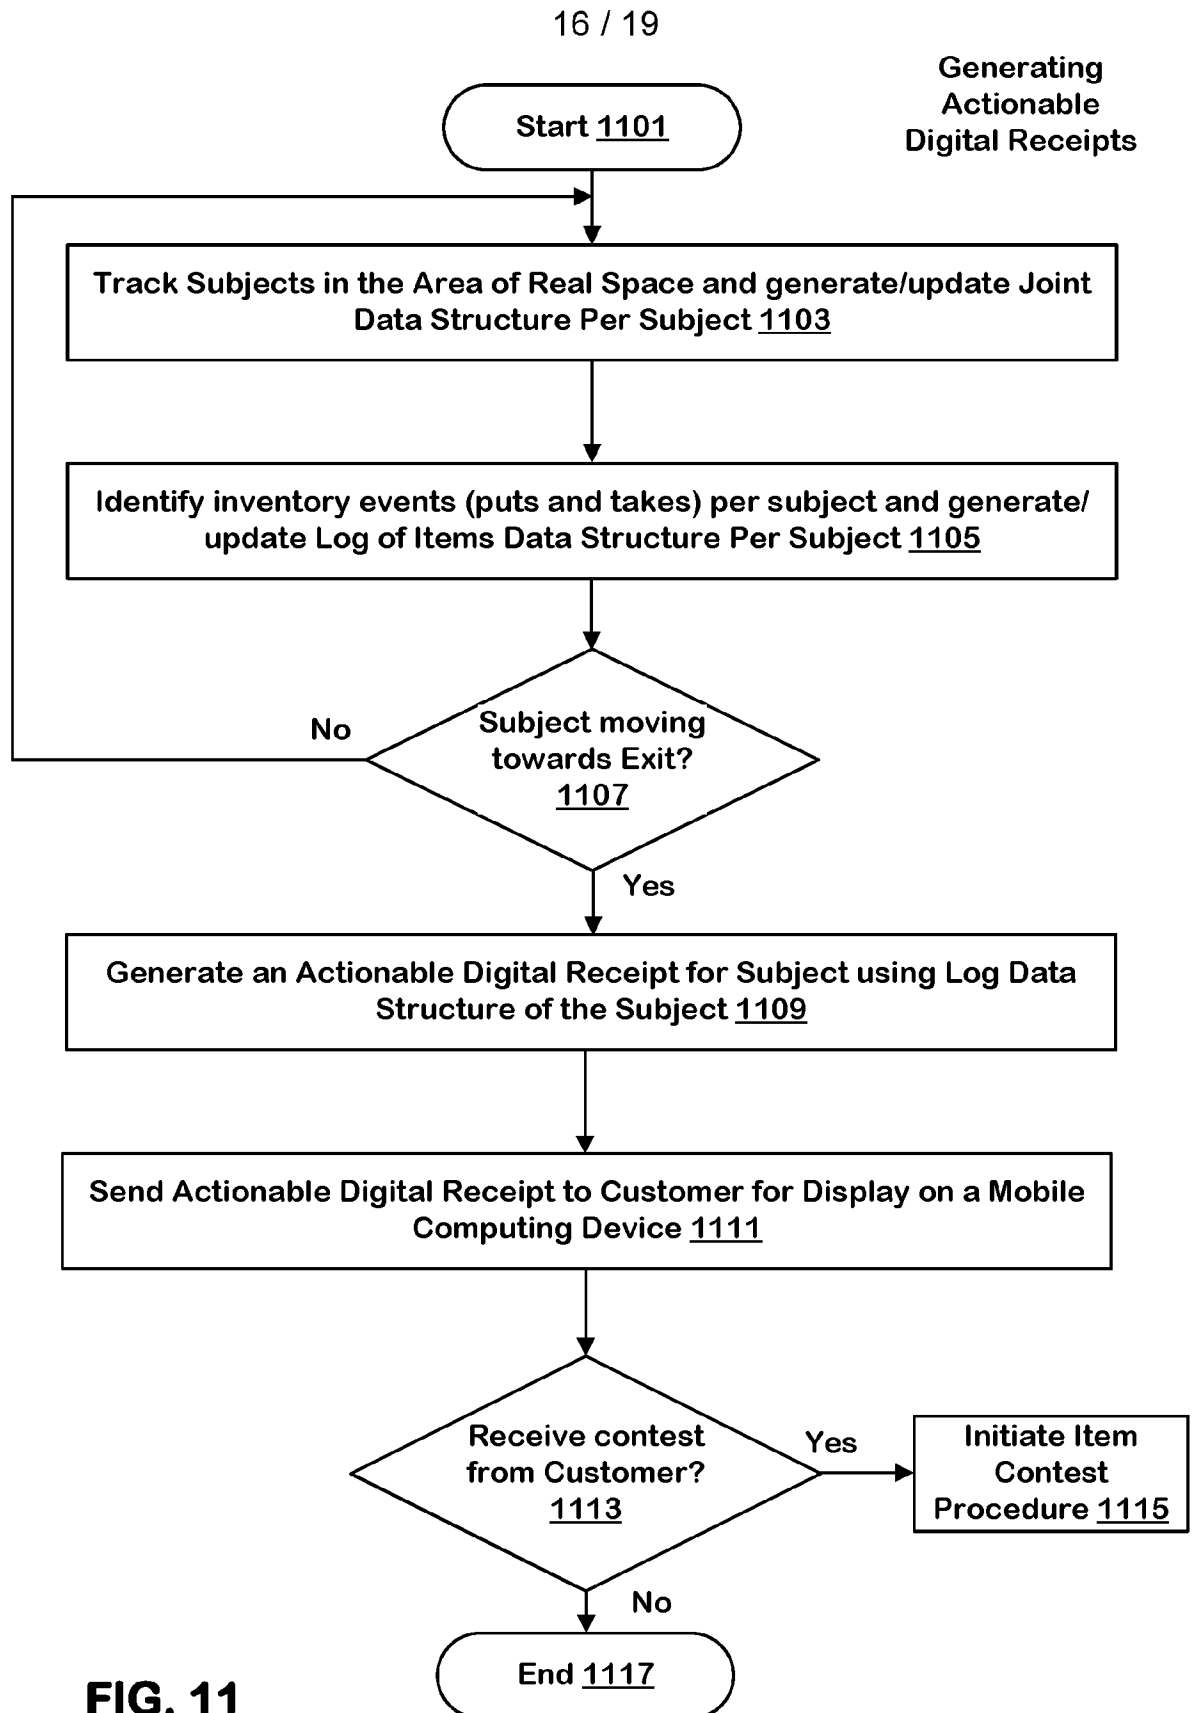 16 / 19
Generating
Actionable
Digital Receipts
Start 1101
Track Subjects in the Area of Real Space and generate/update Joint
Data Structure Per Subject 1103
Identify inventory events (puts and takes) per subject and generate/
update Log of Items Data Structure Per Subject 1105
No
Subject moving
towards Exit?
1107
Yes
Generate an Actionable Digital Receipt for Subject using Log Data
Structure of the Subject 1109
Send Actionable Digital Receipt to Customer for Display on a Mobile
Computing Device 1111
Receive contest
from Customer?
1113
Yes
Initiate Item
Contest
Procedure 1115
No
End 1117
FIG. 11